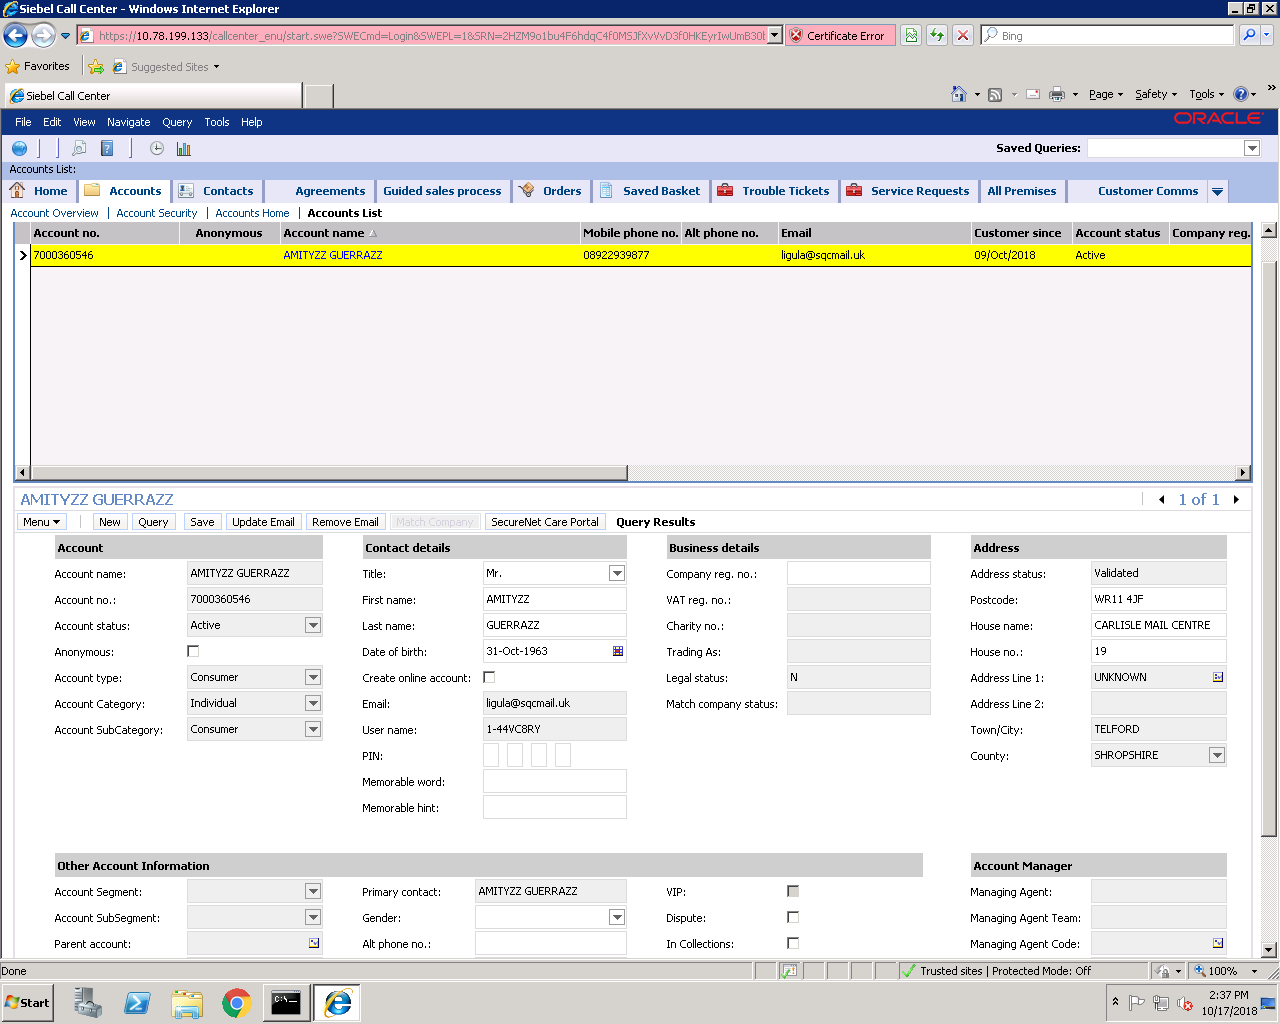 Siebel Call Center - Windows Internet Explorer
https://10.78.199.133/callcenter_enu/start.swe?SWECmd=Login&SWEPL=1&SRN=2HZM9o1bu4F6hdqC4f0MSJfXvVvD3f0HKEyrIwUmB30l
Certificate Error
Bing
Favorites
Suggested Sites
Siebel Call Center
Page
Safety
Tools
File Edit View Navigate Query Tools Help
ORACLE
Saved Queries:
Accounts List:
Home Accounts Contacts Agreements Guided sales process Orders Saved Basket Trouble Tickets Service Requests All Premises Customer Comms
Account Overview | Account Security | Accounts Home | Accounts List
Account no. Anonymous Account name Mobile phone no. Alt phone no. Email Customer since Account status Company reg.
7000360546 AMITYZZ GUERRAZZ 08922939877 ligula@sqcmail.uk 09/Oct/2018 Active
AMITYZZ GUERRAZZ
1 of 1
Menu New Query Save Update Email Remove Email Match Company SecureNet Care Portal Query Results
Account Contact details Business details Address
Account name: AMITYZZ GUERRAZZ Title: Mr. Company reg. no.: Address status: Validated
Account no.: 7000360546 First name: AMITYZZ VAT reg. no.: Postcode: WR11 4JF
Account status: Active Last name: GUERRAZZ Charity no.: House name: CARLISLE MAIL CENTRE
Anonymous: Date of birth: 31-Oct-1963 Trading As: House no.: 19
Account type: Consumer Create online account: Legal status: N Address Line 1: UNKNOWN
Account Category: Individual Email: ligula@sqcmail.uk Match company status: Address Line 2:
Account SubCategory: Consumer User name: 1-44VC8RY Town/City: TELFORD
PIN: County: SHROPSHIRE
Memorable word:
Memorable hint:
Other Account Information Account Manager
Account Segment: Primary contact: AMITYZZ GUERRAZZ VIP: Managing Agent:
Account SubSegment: Gender: Dispute: Managing Agent Team:
Parent account: Alt phone no.: In Collections: Managing Agent Code:
Done
Trusted sites | Protected Mode: Off
100%
Start
C:\.
2:37 PM
10/17/2018